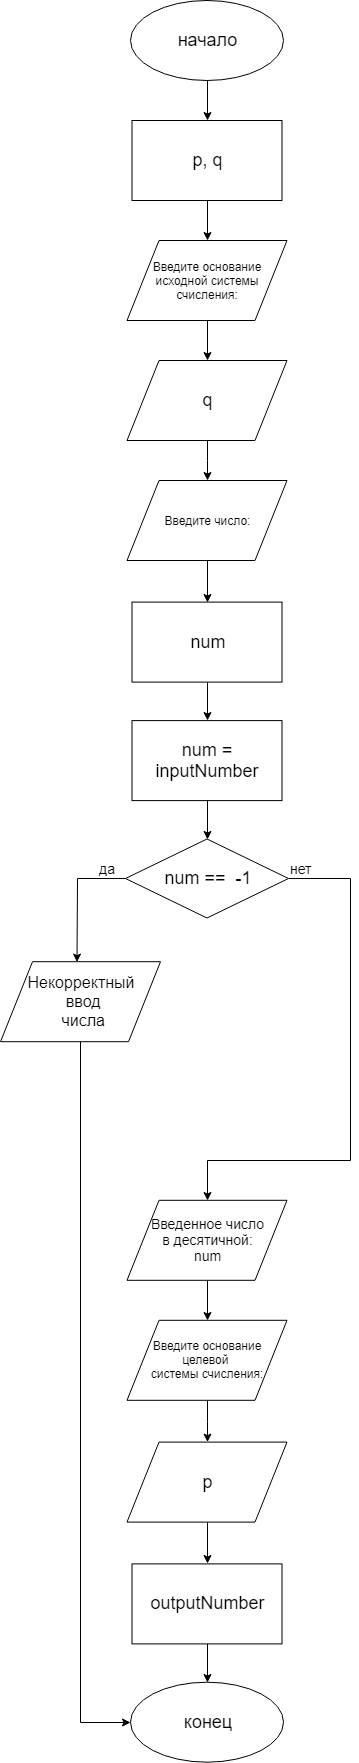 начало
p, q
Введите основание
исходной системы
счисления:
q
Введите число:
num
num =
inputNumber
num == -1
да
нет
Некорректный
ввод
числа
Введенное число
в десятичной:
num
Введите основание
целевой
системы счисления:
p
outputNumber
конец